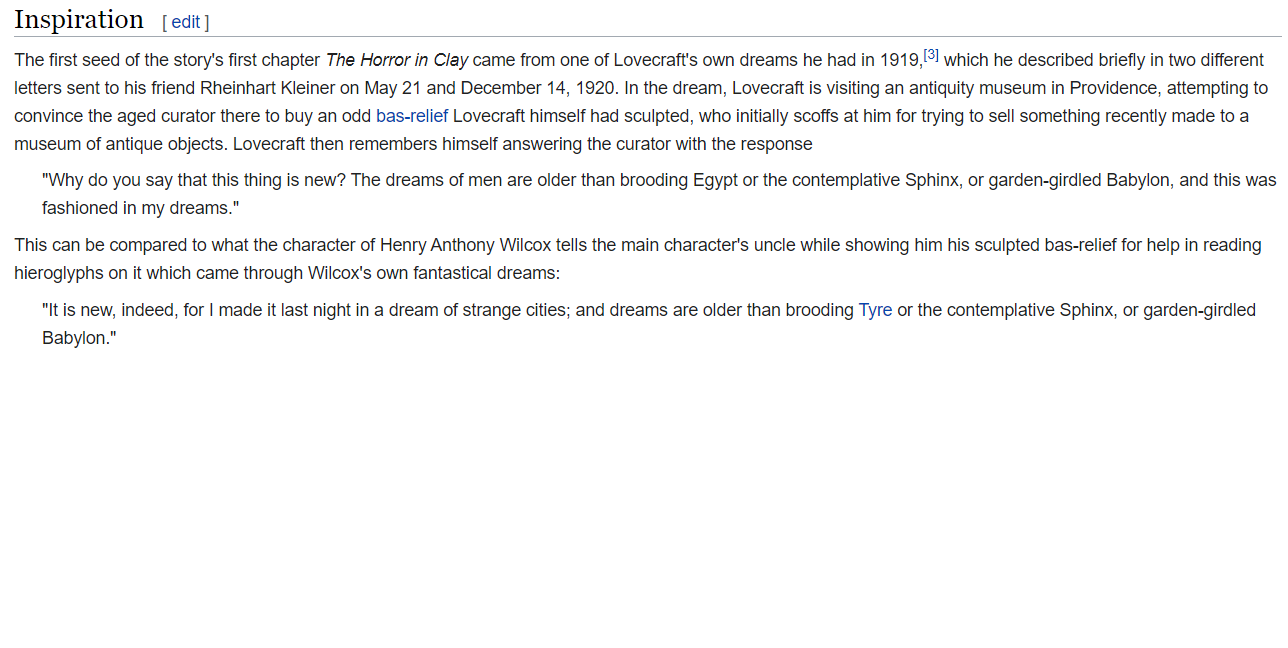 Inspiration [ edit ]
The first seed of the story's first chapter The Horror in Clay came from one of Lovecraft's own dreams he had in 1919,[3] which he described briefly in two different
letters sent to his friend Rheinhart Kleiner on May 21 and December 14, 1920. In the dream, Lovecraft is visiting an antiquity museum in Providence, attempting to
convince the aged curator there to buy an odd bas-relief Lovecraft himself had sculpted, who initially scoffs at him for trying to sell something recently made to a
museum of antique objects. Lovecraft then remembers himself answering the curator with the response
"Why do you say that this thing is new? The dreams of men are older than brooding Egypt or the contemplative Sphinx, or garden-girdled Babylon, and this was
fashioned in my dreams."
This can be compared to what the character of Henry Anthony Wilcox tells the main character's uncle while showing him his sculpted bas-relief for help in reading
hieroglyphs on it which came through Wilcox's own fantastical dreams:
"It is new, indeed, for I made it last night in a dream of strange cities; and dreams are older than brooding Tyre or the contemplative Sphinx, or garden-girdled
Babylon."